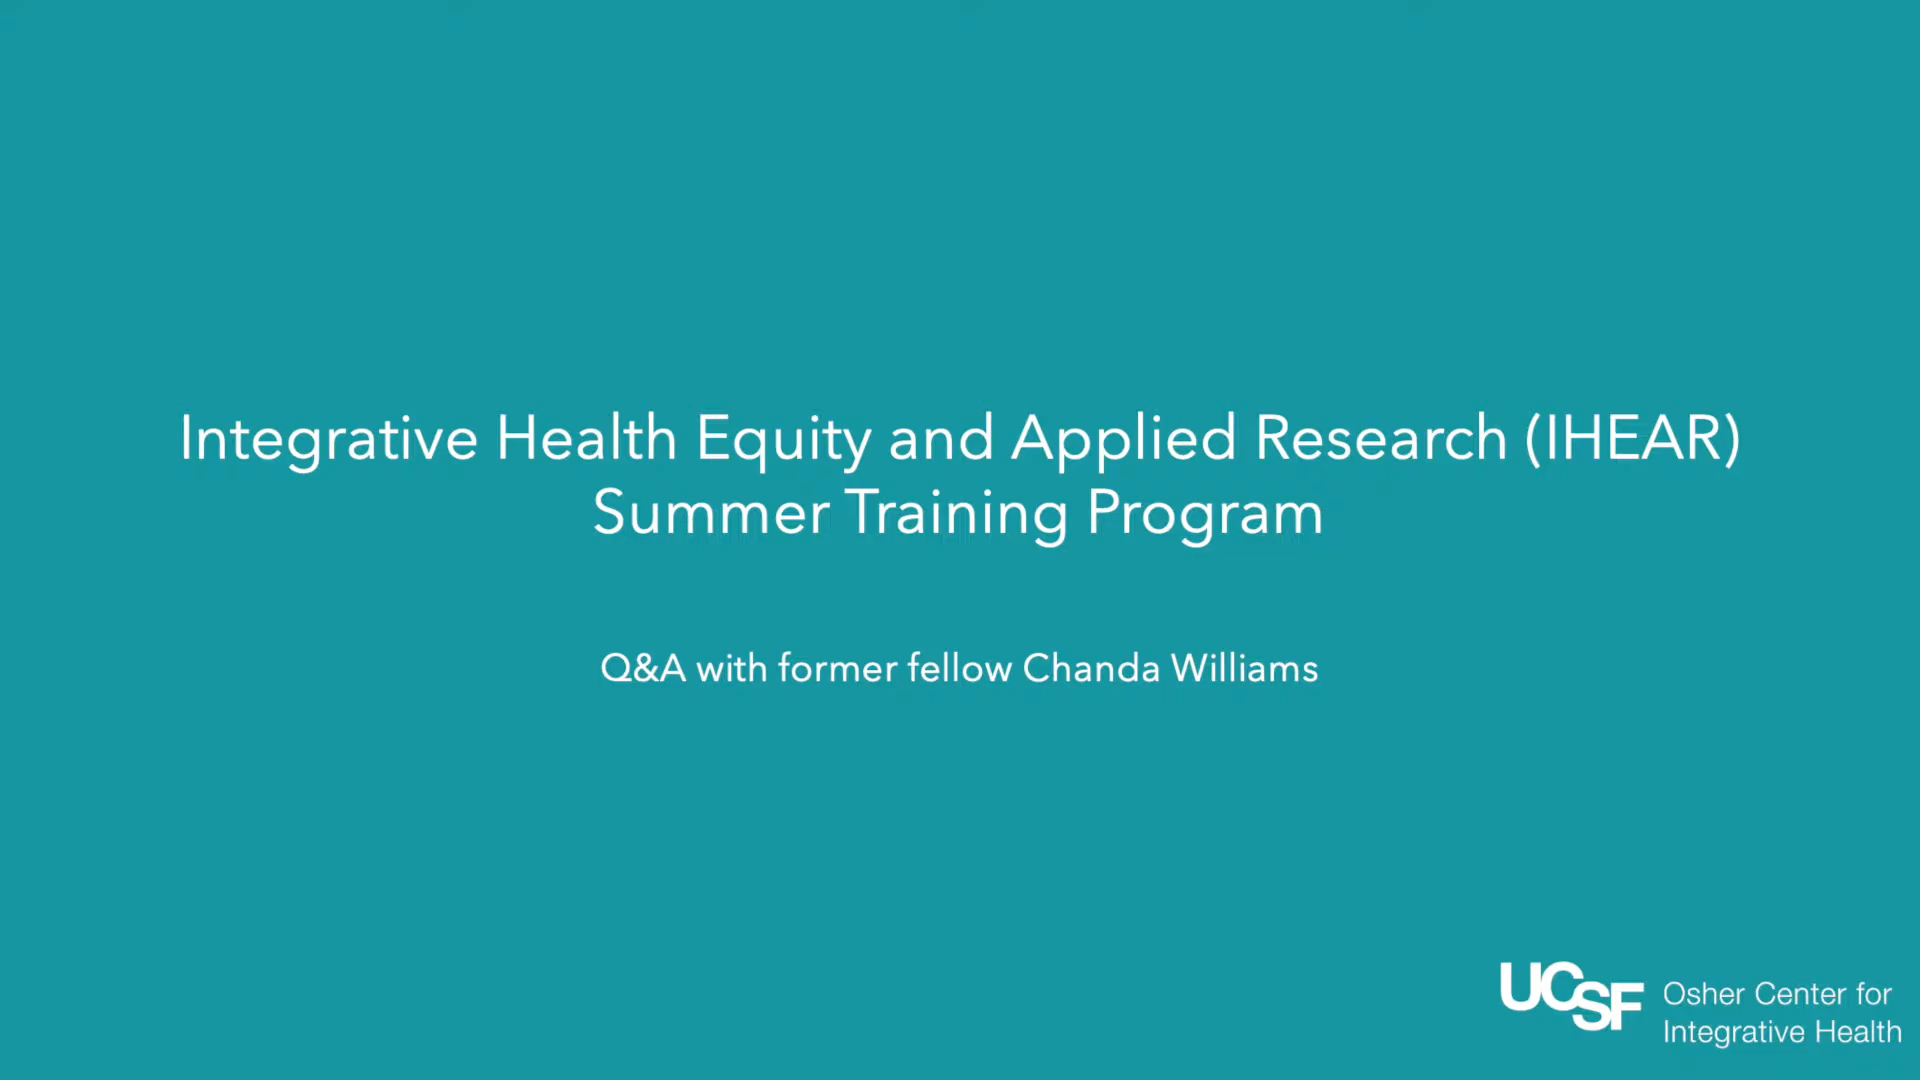 Integrative Health Equity and Applied Research (IHEAR)
Summer Training Program
Q&A with former fellow Chanda Williams
UCSF
Osher Center for
Integrative Health